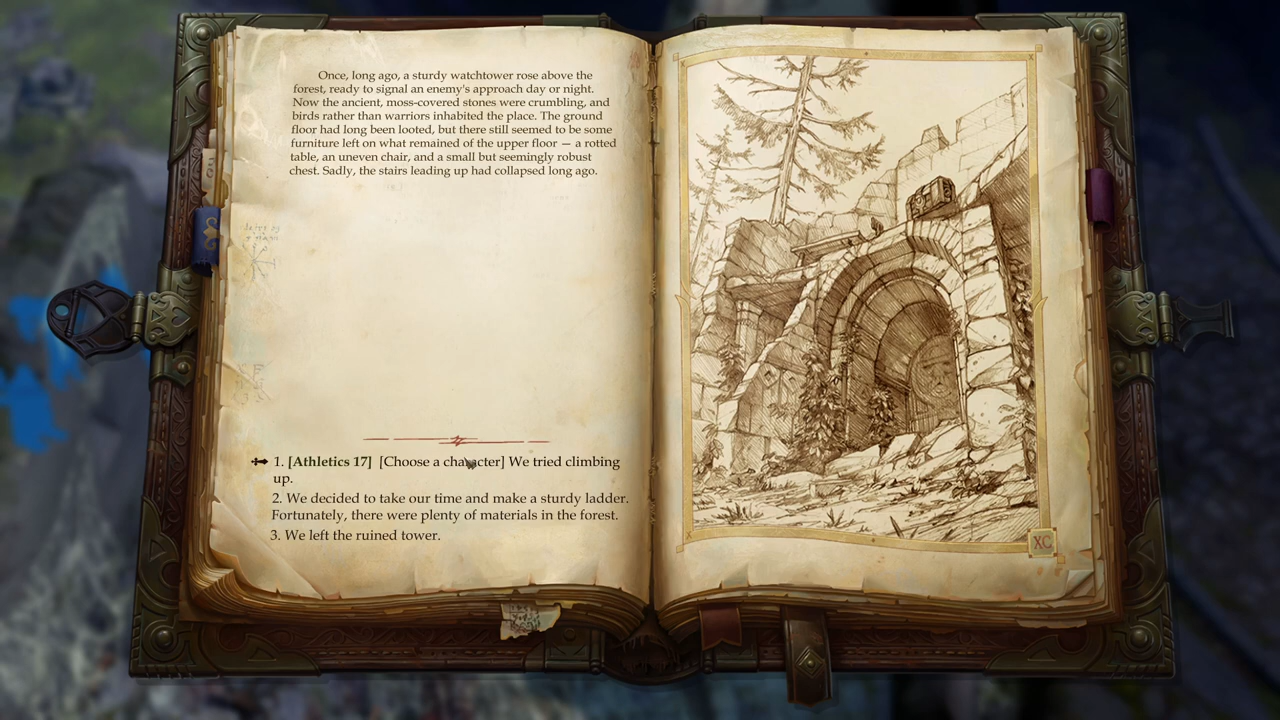 Once, long ago, a sturdy watchtower rose above the
forest, ready to signal an enemy's approach day or night.
Now the ancient, moss-covered stones were crumbling, and
birds rather than warriors inhabited the place. The ground
floor had long been looted, but there still seemed to be some
furniture left on what remained of the upper floor — a rotted
table, an uneven chair, and a small but seemingly robust
chest. Sadly, the stairs leading up had collapsed long ago.
1. [Athletics 17] [Choose a character] We tried climbing
up.
2. We decided to take our time and make a sturdy ladder.
Fortunately, there were plenty of materials in the forest.
3. We left the ruined tower.
XC